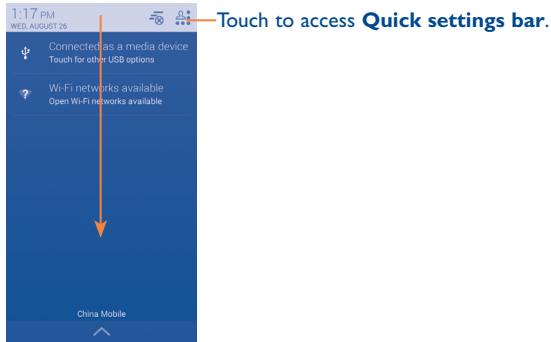 1:17 PM
WED, AUGUST 26
Touch to access Quick settings bar.
Connected as a media device
Touch for other USB options
Wi-Fi networks available
Open Wi-Fi networks available
China Mobile